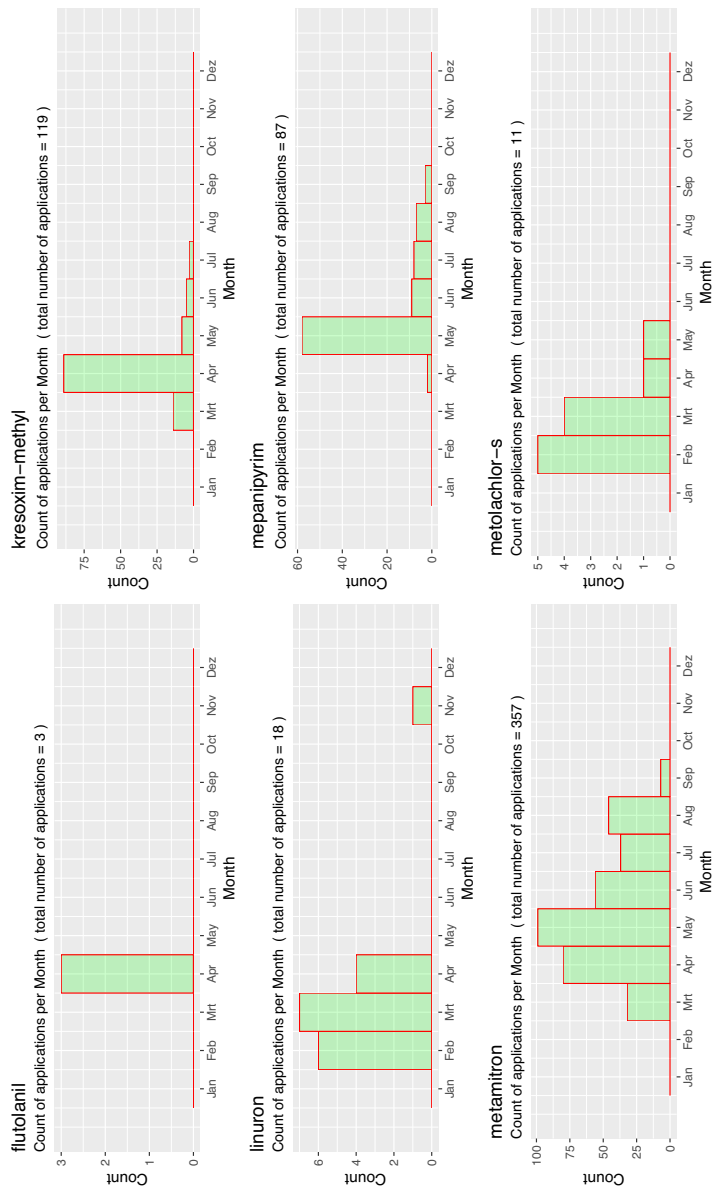 flutolanil
Count of applications per Month ( total number of applications = 3 )
3
2
1
0
Count
Jan Feb Mrt Apr May Jun Jul Aug Sep Oct Nov Dez
Month
kresoxim−methyl
Count of applications per Month ( total number of applications = 119 )
75
50
25
0
Count
Jan Feb Mrt Apr May Jun Jul Aug Sep Oct Nov Dez
Month
linuron
Count of applications per Month ( total number of applications = 18 )
6
4
2
0
Count
Jan Feb Mrt Apr May Jun Jul Aug Sep Oct Nov Dez
Month
mepanipyrim
Count of applications per Month ( total number of applications = 87 )
60
40
20
0
Count
Jan Feb Mrt Apr May Jun Jul Aug Sep Oct Nov Dez
Month
metamitron
Count of applications per Month ( total number of applications = 357 )
100
75
50
25
0
Count
Jan Feb Mrt Apr May Jun Jul Aug Sep Oct Nov Dez
Month
metolachlor−s
Count of applications per Month ( total number of applications = 11 )
5
4
3
2
1
0
Count
Jan Feb Mrt Apr May Jun Jul Aug Sep Oct Nov Dez
Month